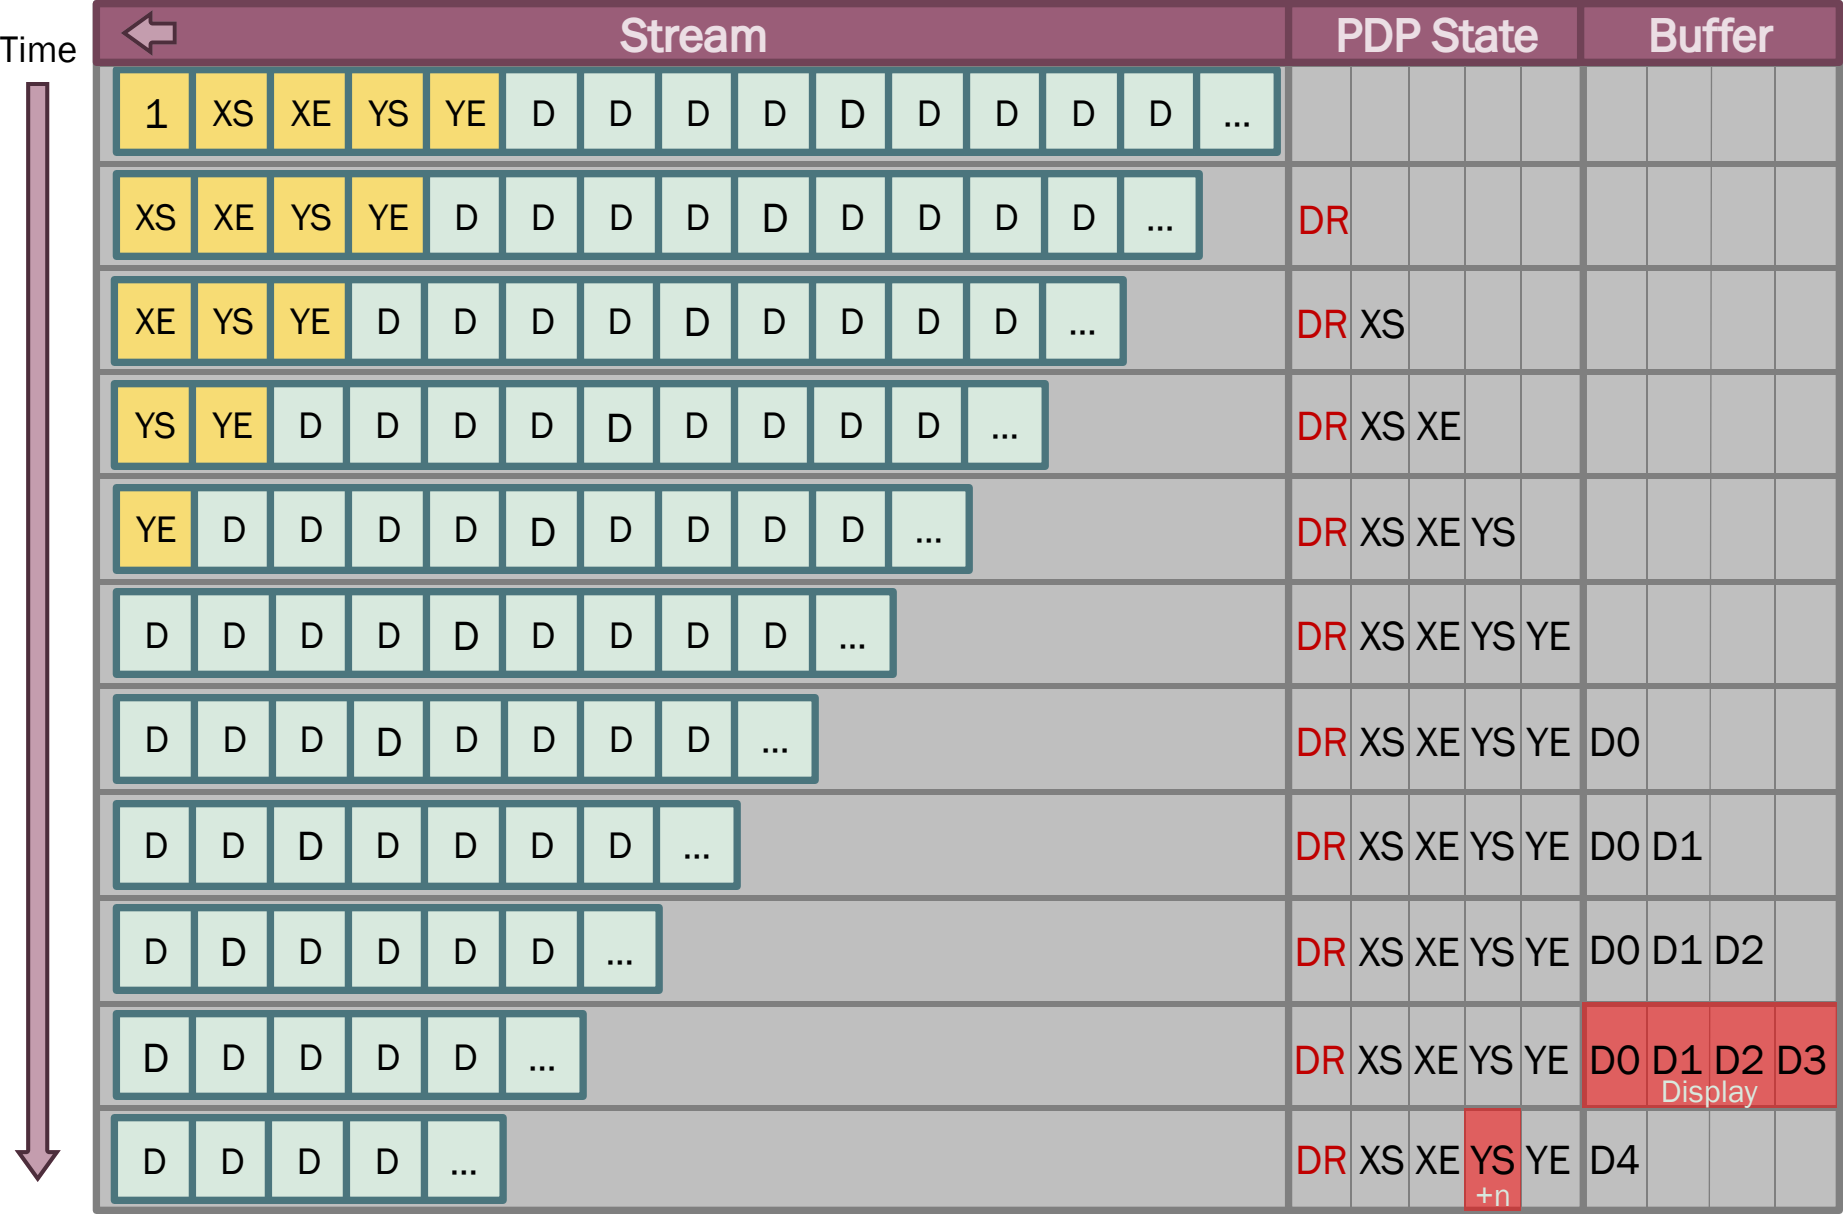 Time
Stream PDP State Buffer
1 XS XE YS YE D D D D D D D D D ...
XS XE YS YE D D D D D D D D D ... DR
XE YS YE D D D D D D D D D ... DR XS
YS YE D D D D D D D D D ... DR XS XE
YE D D D D D D D D D ... DR XS XE YS
D D D D D D D D D ... DR XS XE YS YE
D D D D D D D D ... DR XS XE YS YE D0
D D D D D D D ... DR XS XE YS YE D0 D1
D D D D D D ... DR XS XE YS YE D0 D1 D2
D D D D D ... DR XS XE YS YE D0 D1 D2 D3
Display
D D D D ... DR XS XE YS YE D4
+n